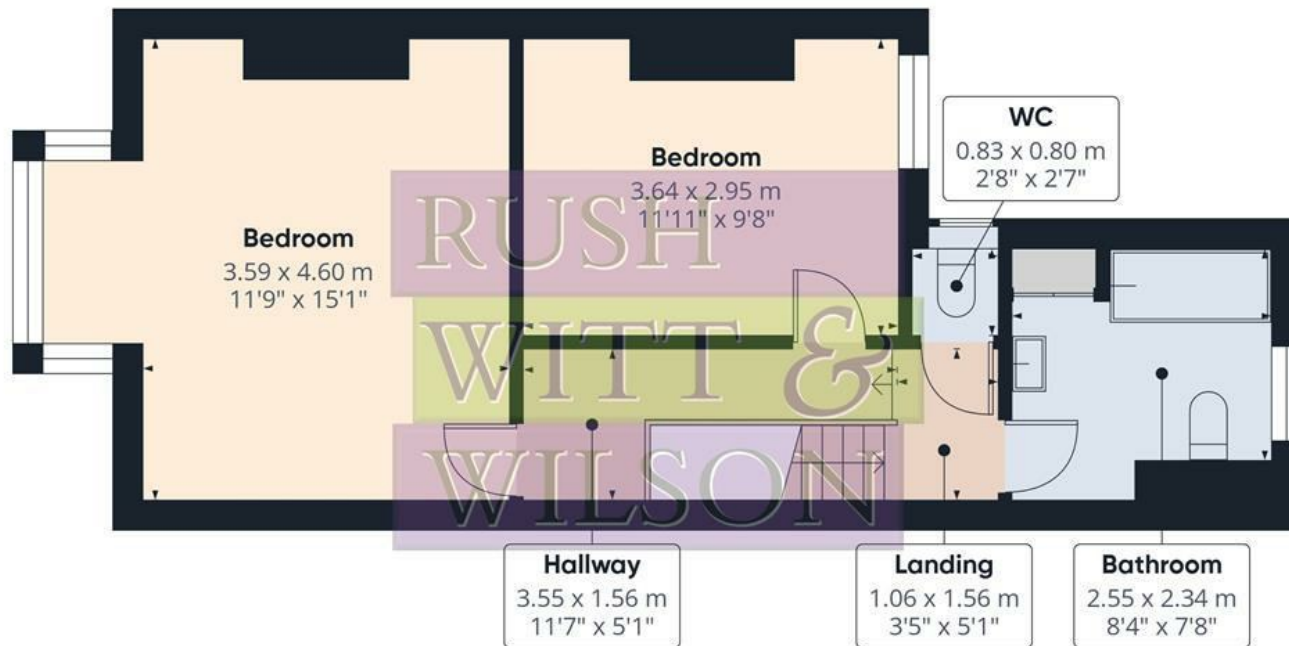 WC
0.83 x 0.80 m
2'8" x 2'7"
Bedroom
3.64 x 2.95 m
11'11" x 9'8"
Bedroom
3.59 x 4.60 m
11'9" x 15'1"
RUSH
WITT &
WILSON
Hallway
3.55 x 1.56 m
11'7" x 5'1"
Landing
1.06 x 1.56 m
3'5" x 5'1"
Bathroom
2.55 x 2.34 m
8'4" x 7'8"